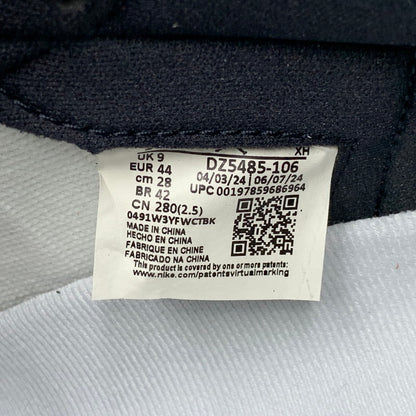 XH
UK 9
DZ5485-106
EUR 44
04/03/24 06/07/24
cm 28
UPC 00197859686964
BR 42
CN 280(2.5)
0491W3YFWCTBK
MADE IN CHINA
HECHO EN CHINA
FABRIQUE EN CHINE
FABRICADO NA CHINA
This product is covered by one or more patents. See
www.nike.com/patentsvirtualmarking